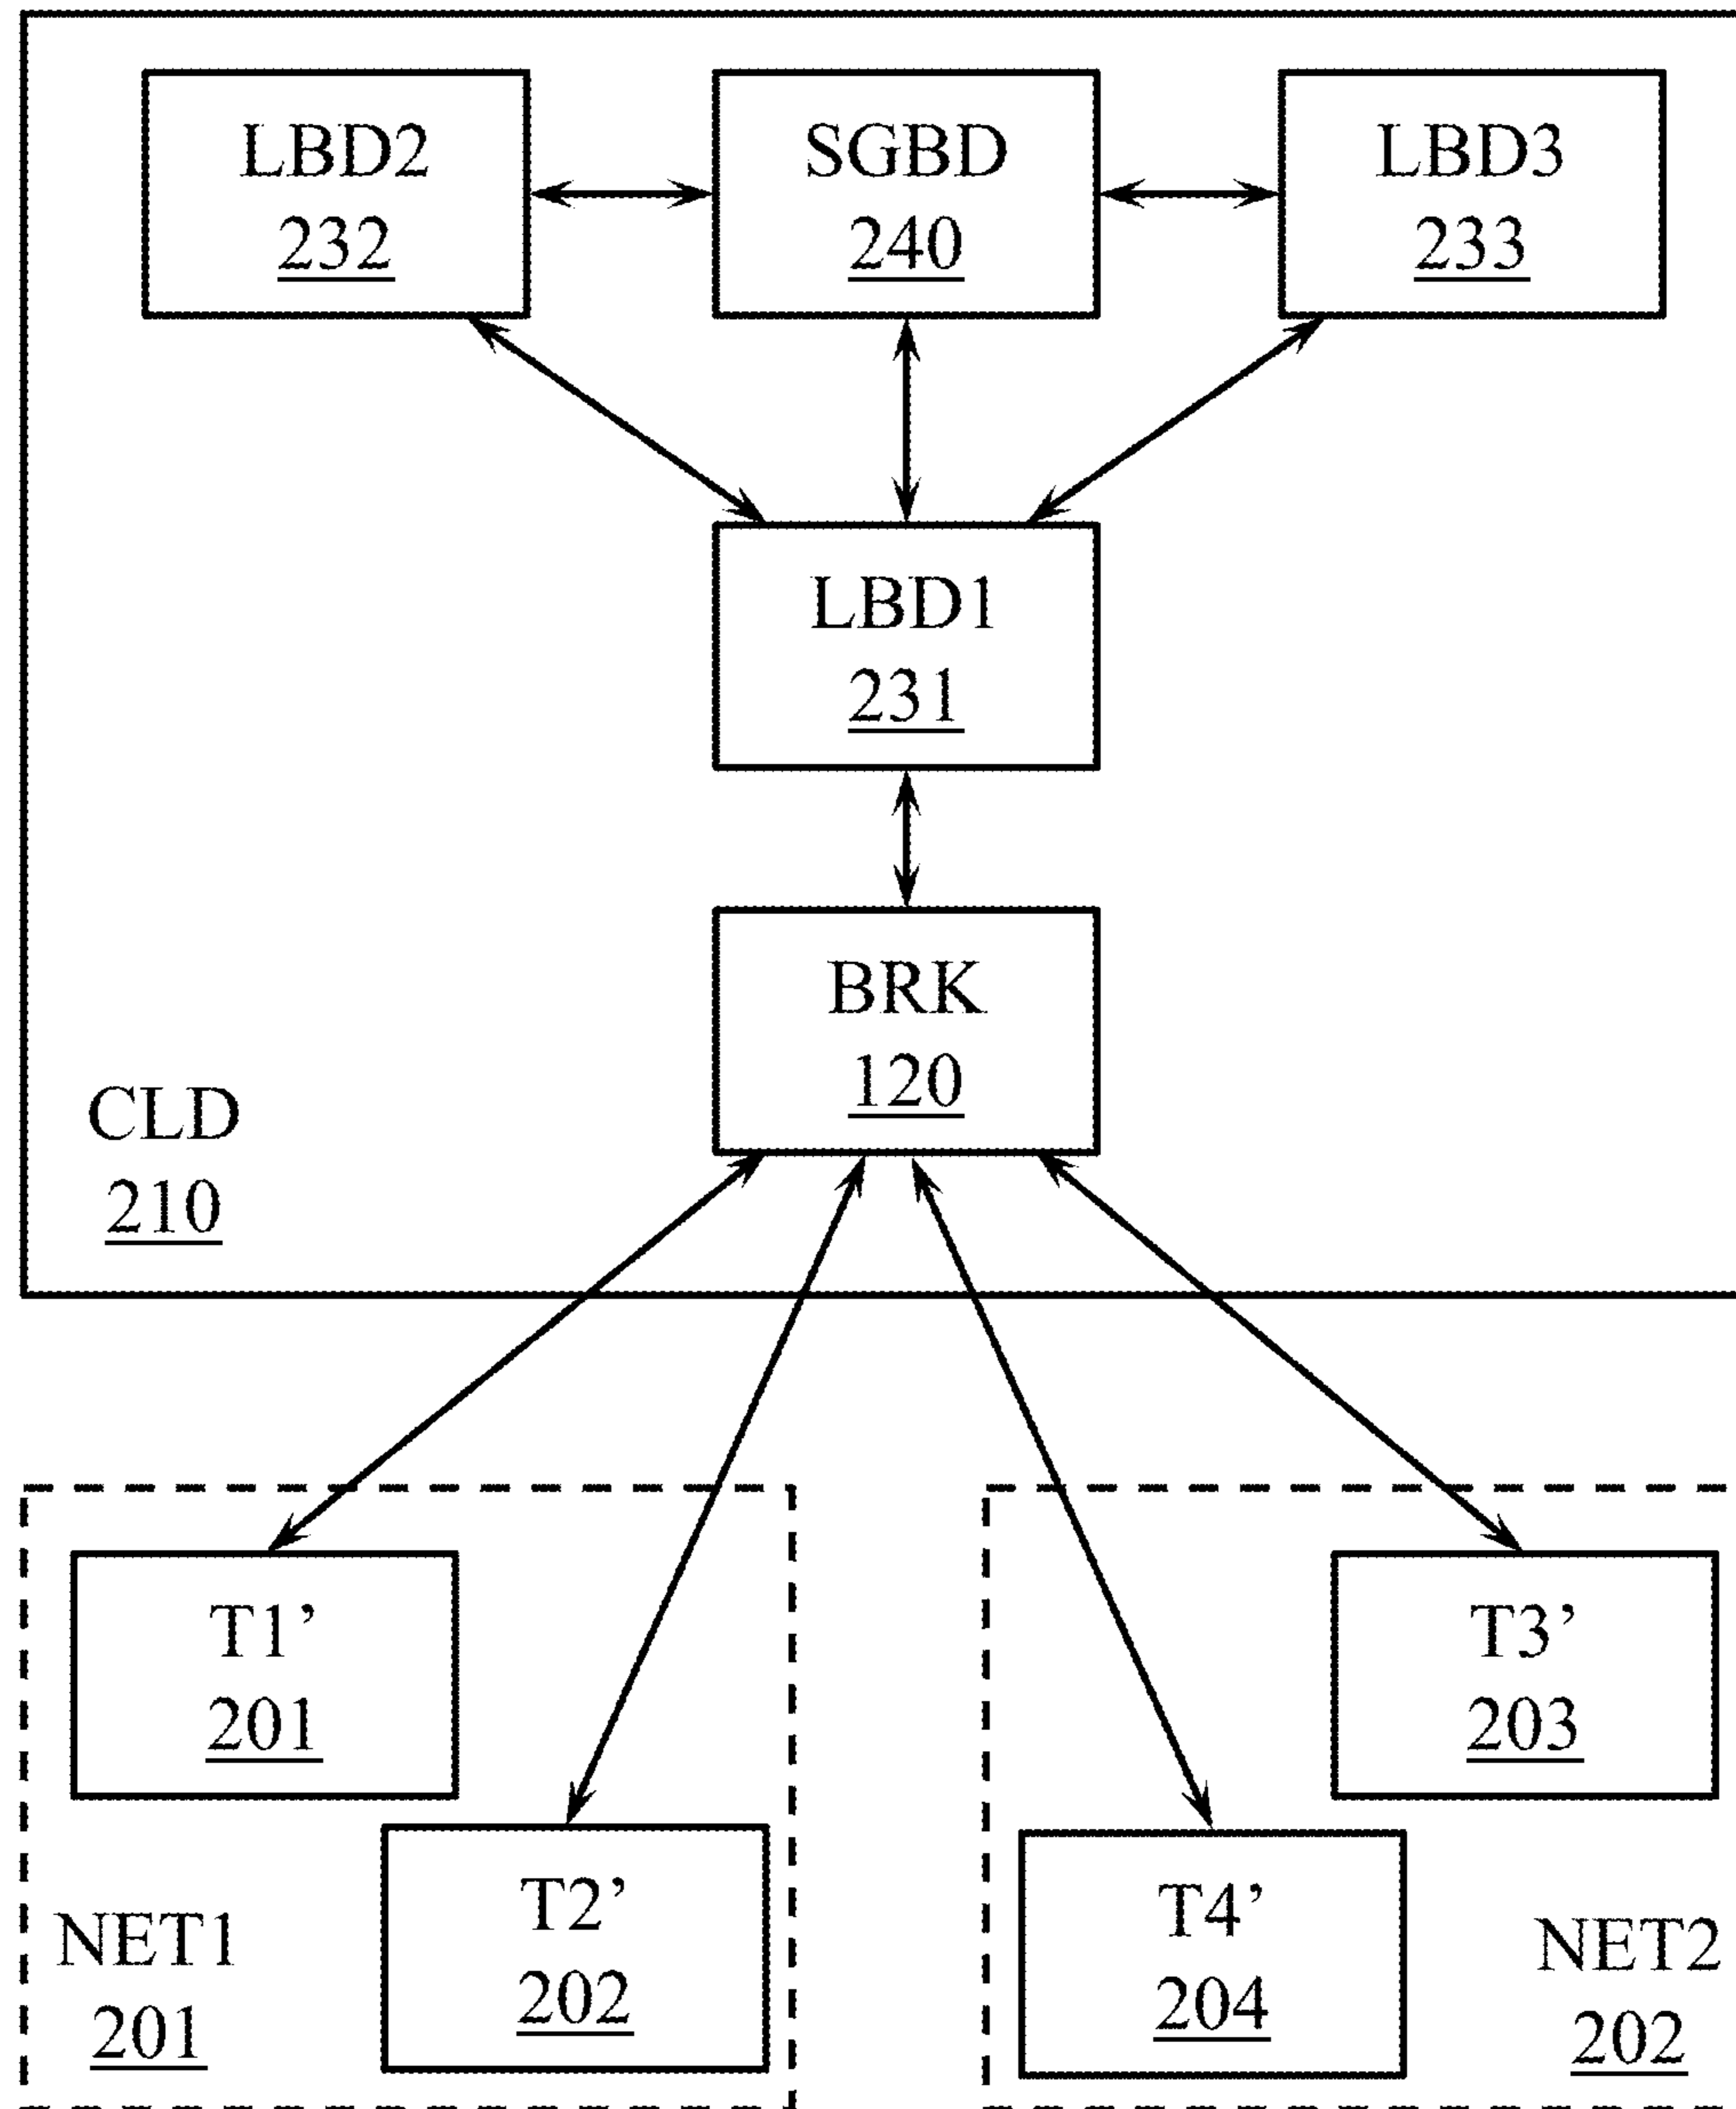 LBD2
232
SGBD
240
LBD3
233
LBD1
231
BRK
120
CLD
210
T1’
201
T3’
203
T2’
202
T4’
204
NET1
201
NET2
202